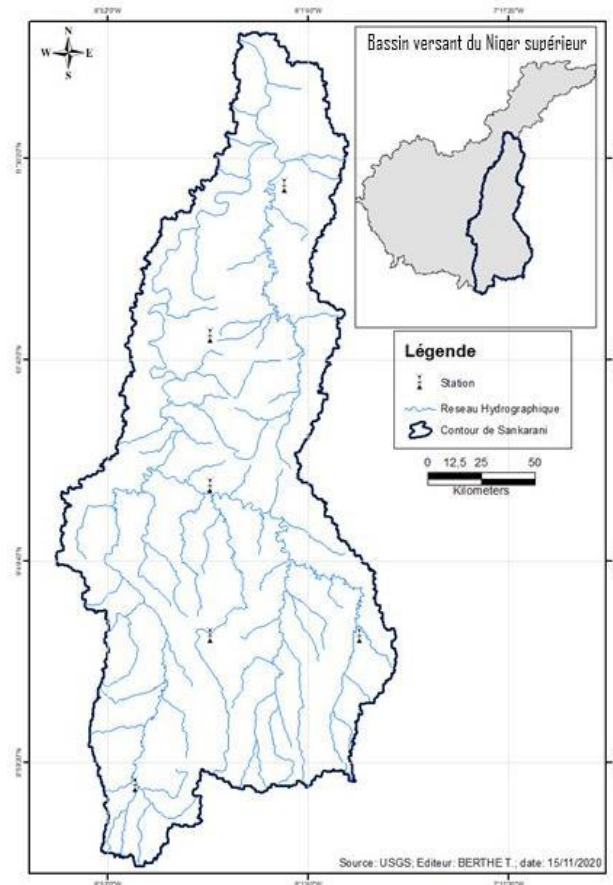 N
W E
S
Bassin versant du Niger supérieur
Légende
Station
Reseau Hydrographique
Contour de Sankarani
0 12,5 25 50
Kilometers
Source: USGS; Editeur: BERTHE T.; date: 15/11/2020